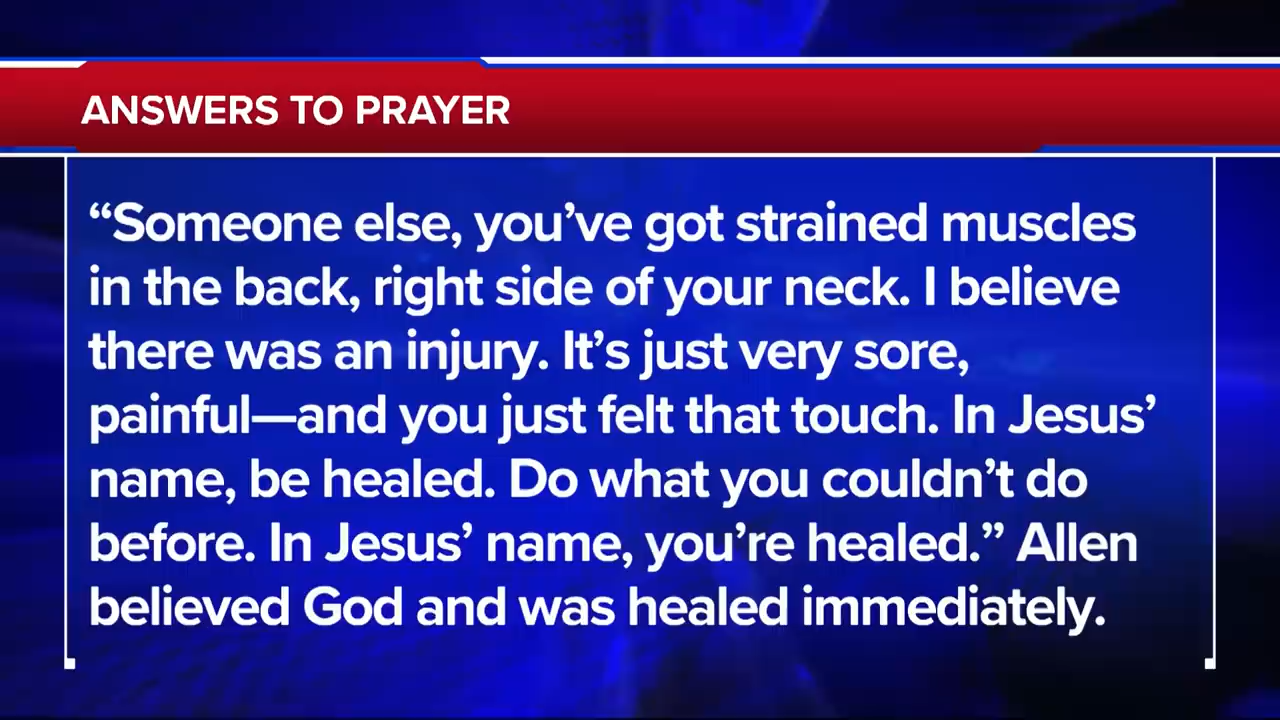 ANSWERS TO PRAYER
“Someone else, you’ve got strained muscles
in the back, right side of your neck. I believe
there was an injury. It’s just very sore,
painful—and you just felt that touch. In Jesus’
name, be healed. Do what you couldn’t do
before. In Jesus’ name, you’re healed.” Allen
believed God and was healed immediately.